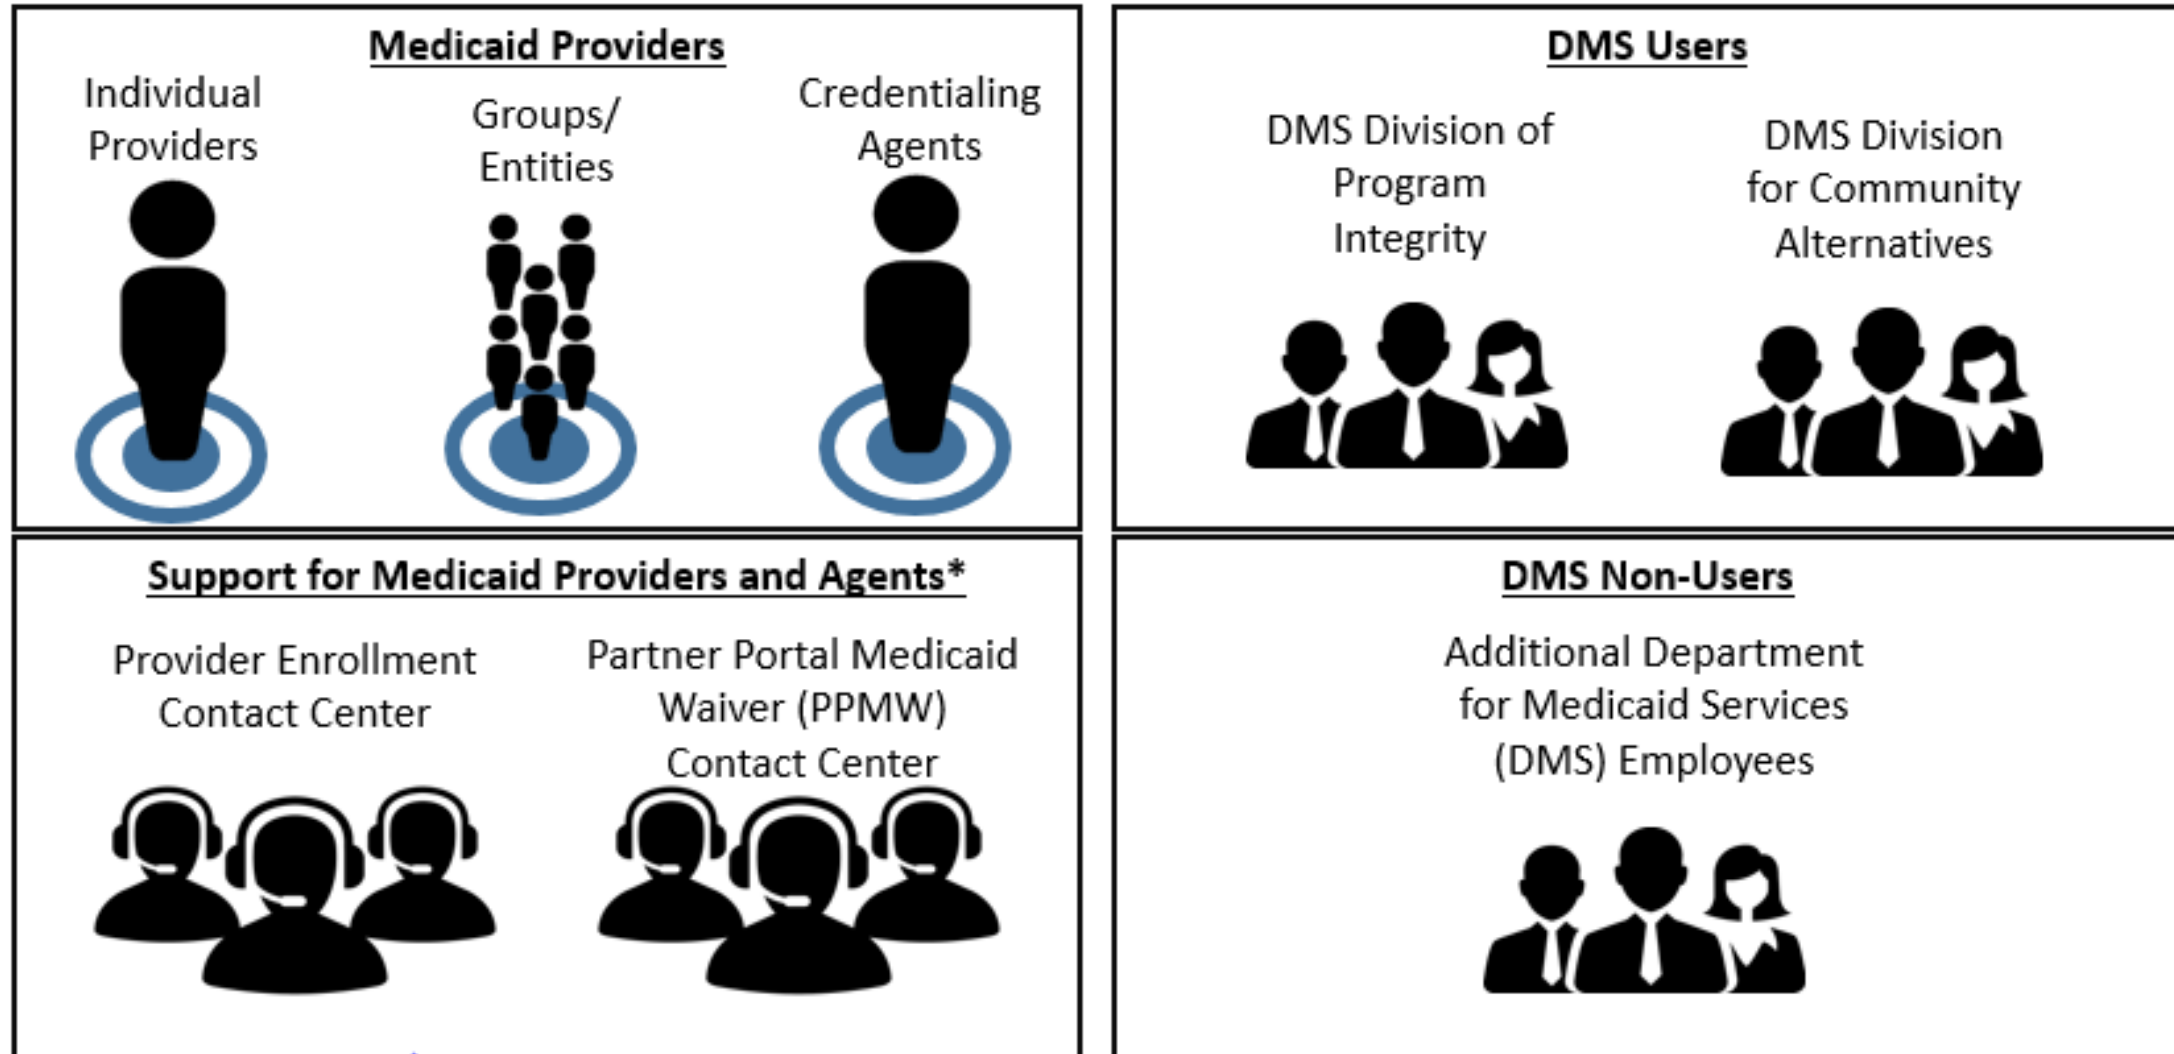 Medicaid Providers
Individual
Providers
Groups/
Entities
Credentialing
Agents
DMS Users
DMS Division of
Program
Integrity
DMS Division
for Community
Alternatives
Support for Medicaid Providers and Agents*
Provider Enrollment
Contact Center
Partner Portal Medicaid
Waiver (PPMW)
Contact Center
DMS Non-Users
Additional Department
for Medicaid Services
(DMS) Employees